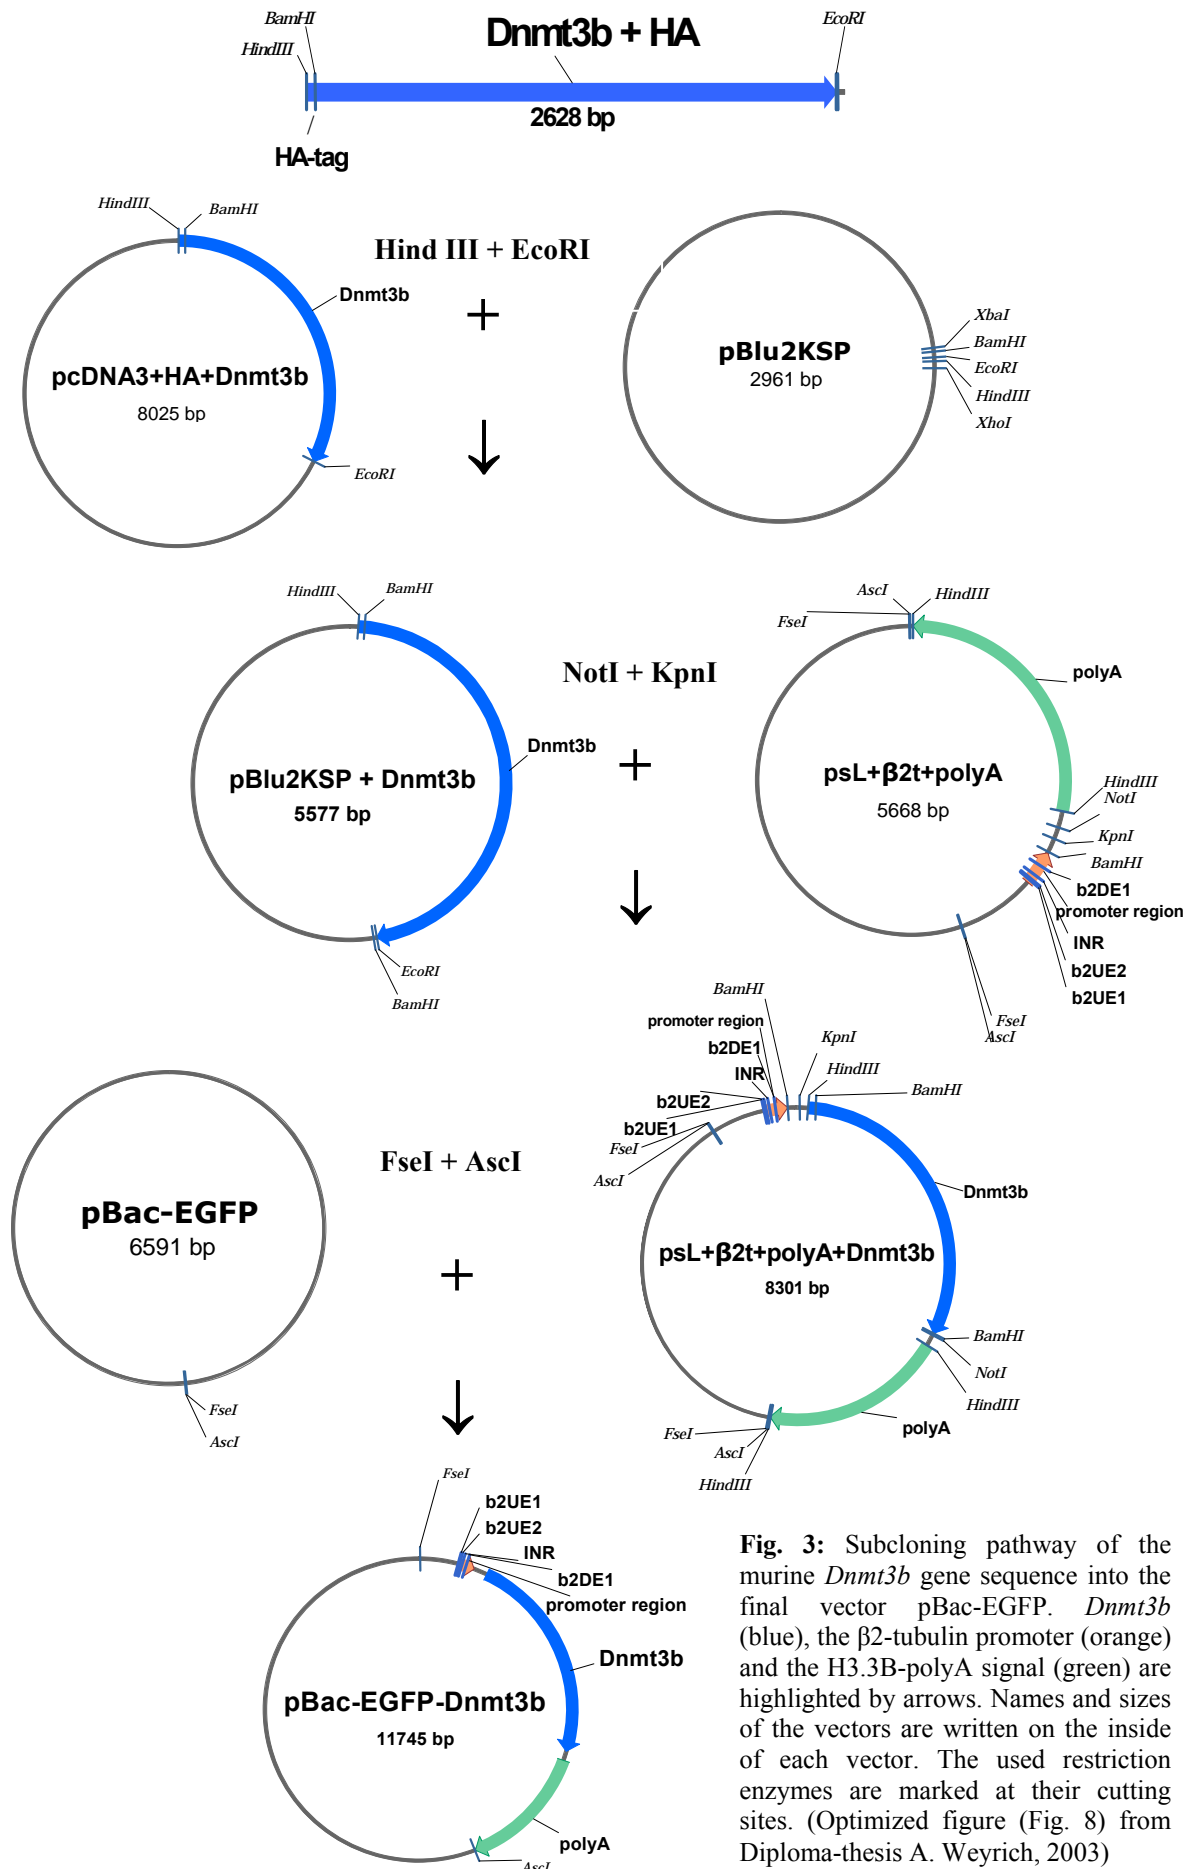 BamHI
HindIII
Dnmt3b + HA
EcoRI
2628 bp
HA-tag
HindIII
BamHI
Dnmt3b
pcDNA3+HA+Dnmt3b
8025 bp
EcoRI
Hind III + EcoRI
+
pBlu2KSP
2961 bp
XbaI
BamHI
EcoRI
HindIII
XhoI
HindIII
BamHI
Dnmt3b
pBlu2KSP + Dnmt3b
5577 bp
EcoRI
BamHI
NotI + KpnI
+
AscI
HindIII
FseI
polyA
psL+β2t+polyA
5668 bp
HindIII
NotI
KpnI
BamHI
b2DE1
promoter region
INR
b2UE2
b2UE1
FseI
AscI
pBac-EGFP
6591 bp
FseI
AscI
FseI + AscI
+
BamHI
promoter region
KpnI
b2DE1
HindIII
INR
BamHI
b2UE2
b2UE1
FseI
AscI
Dnmt3b
psL+β2t+polyA+Dnmt3b
8301 bp
BamHI
NotI
HindIII
polyA
FseI
AscI
HindIII
FseI
b2UE1
b2UE2
INR
b2DE1
promoter region
Dnmt3b
pBac-EGFP-Dnmt3b
11745 bp
polyA
AscI
Fig. 3: Subcloning pathway of the
murine Dnmt3b gene sequence into the
final vector pBac-EGFP. Dnmt3b
(blue), the β2-tubulin promoter (orange)
and the H3.3B-polyA signal (green) are
highlighted by arrows. Names and sizes
of the vectors are written on the inside
of each vector. The used restriction
enzymes are marked at their cutting
sites. (Optimized figure (Fig. 8) from
Diploma-thesis A. Weyrich, 2003)